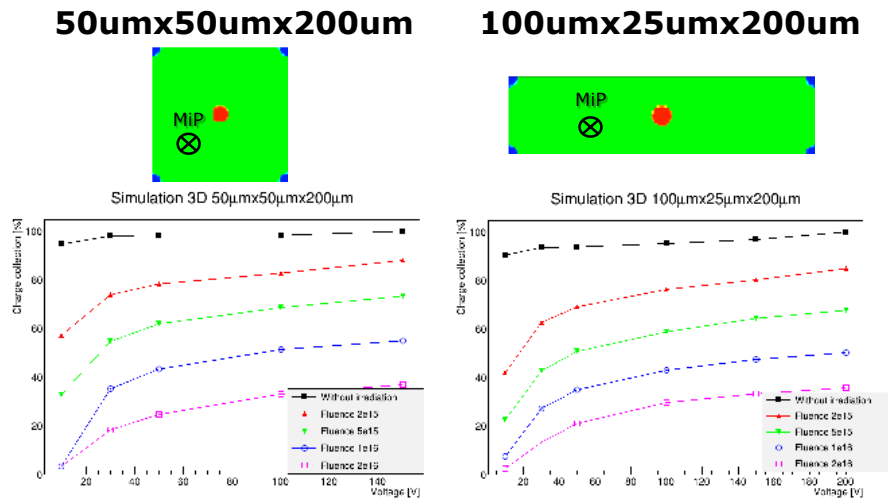 50umx50umx200um
100umx25umx200um
MiP
MiP
Simulation 3D 50μmx50μmx200μm
Charge collection [%]
100
80
60
40
20
0
20
40
60
80
100
120
140
Voltage [V]
Without irradiation
Fluence 2e15
Fluence 5e15
Fluence 1e16
Fluence 2e16
Simulation 3D 100μmx25μmx200μm
Charge collection [%]
100
80
60
40
20
0
20
40
60
80
100
120
140
160
180
200
Voltage [V]
Without irradiation
Fluence 2e15
Fluence 5e15
Fluence 1e16
Fluence 2e16